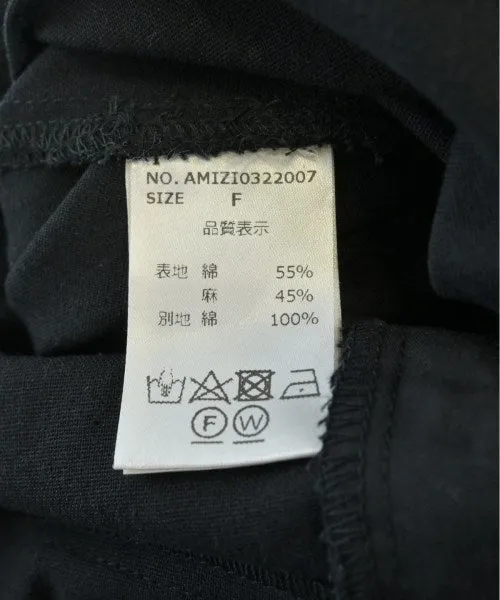 NO. AMIZI0322007
SIZE F
品質表示
表地 綿 55%
麻 45%
別地 綿 100%
F W